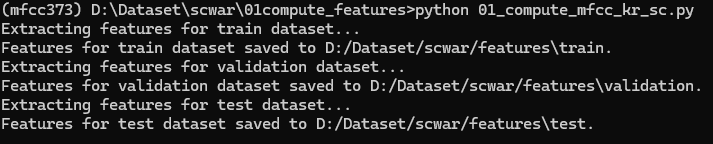 (mfcc373) D:\Dataset\scwar\01compute_features>python 01_compute_mfcc_kr_sc.py
Extracting features for train dataset...
Features for train dataset saved to D:/Dataset/scwar/features\train.
Extracting features for validation dataset...
Features for validation dataset saved to D:/Dataset/scwar/features\validation.
Extracting features for test dataset...
Features for test dataset saved to D:/Dataset/scwar/features\test.